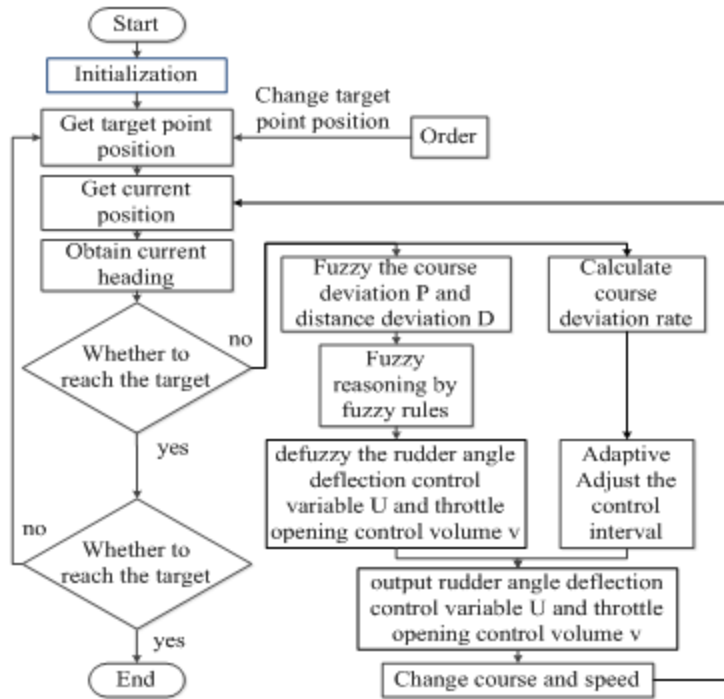 Start
Initialization
Change target
point position
Get target point
position
Order
Get current
position
Obtain current
heading
no
Fuzzy the course
deviation P and
distance deviation D
Calculate
course
deviation rate
Whether to
reach the target
Fuzzy
reasoning by
fuzzy rules
yes
defuzzy the rudder angle
deflection control
variable U and throttle
opening control volume v
Adaptive
Adjust the
control
interval
no
Whether to
reach the target
output rudder angle deflection
control variable U and throttle
opening control volume v
yes
End
Change course and speed